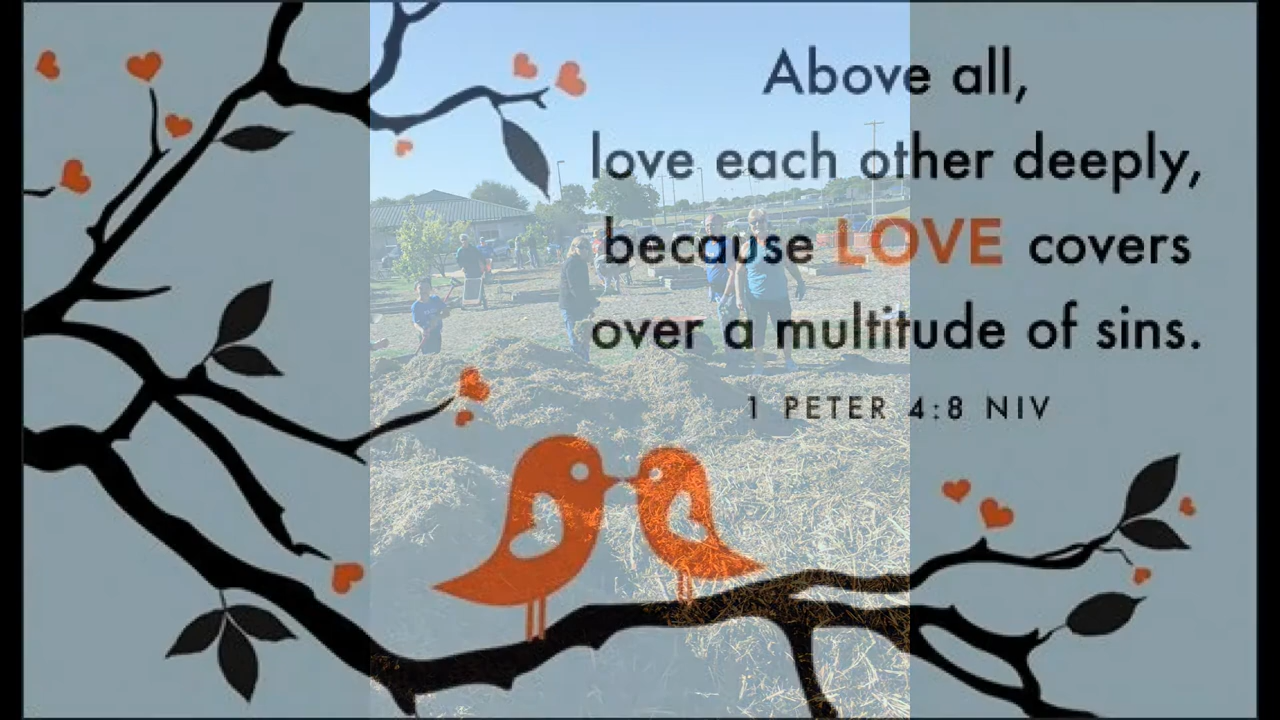 Above all,
love each other deeply,
because LOVE covers
over a multitude of sins.
1 PETER 4:8 NIV